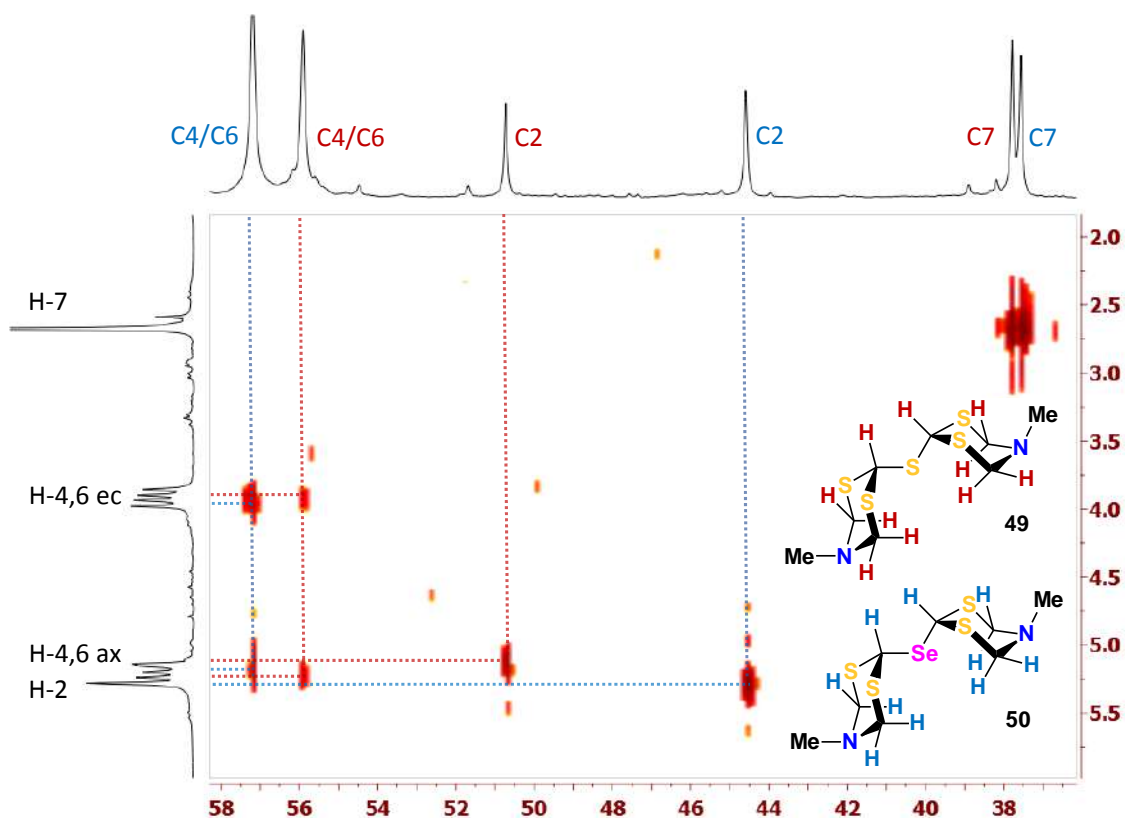 C4/C6 C4/C6 C2 C2 C7 C7
H-7
H-4,6 ec
H-4,6 ax
H-2
2.0
2.5
3.0
3.5
4.0
4.5
5.0
5.5
58 56 54 52 50 48 46 44 42 40 38
H S H Me
H S N
S H H
S H
H S
H H
Me N H
H
49
H S H Me
H S N
Se H H
S
H S H
Me N H
H
50